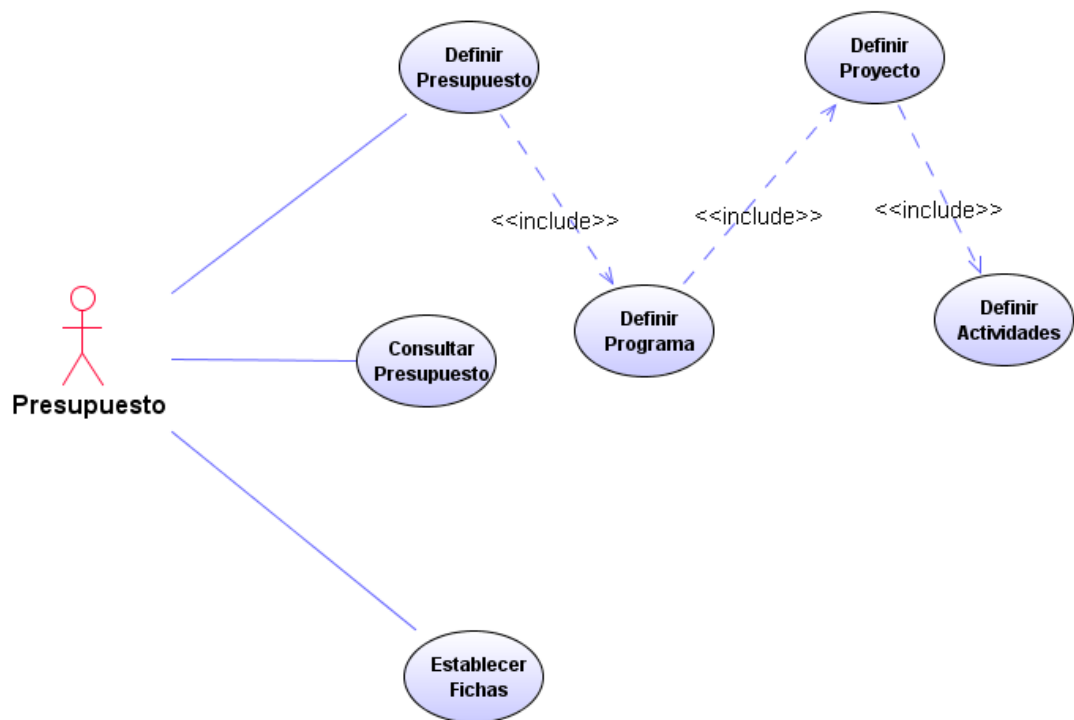 Definir
Presupuesto
Definir
Proyecto
<<include>>
<<include>>
<<include>>
Definir
Programa
Definir
Actividades
Consultar
Presupuesto
Presupuesto
Establecer
Fichas